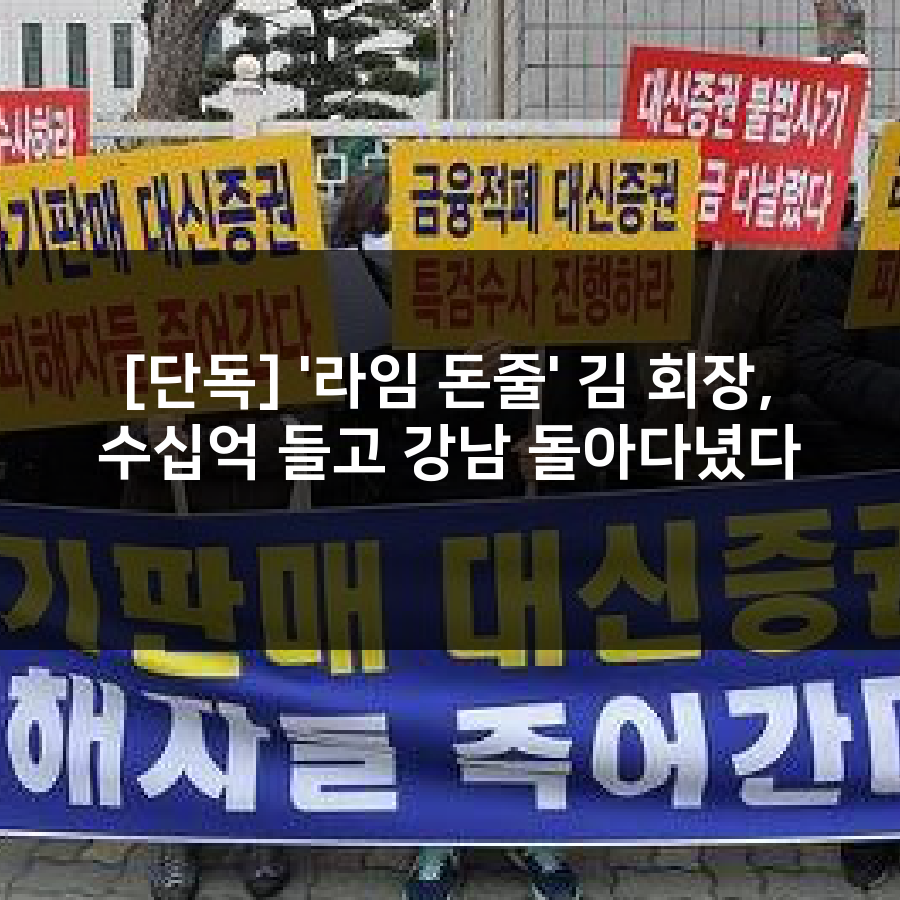 수사하라
대신증권 불법사기
금 다날렸다
사기판매 대신증권
피해자들 죽어간다
금융적폐 대신증권
특검수사 진행하라
피
[단독] '라임 돈줄' 김 회장,
수십억 들고 강남 돌아다녔다
기판매 대신증권
해자들 죽어간다